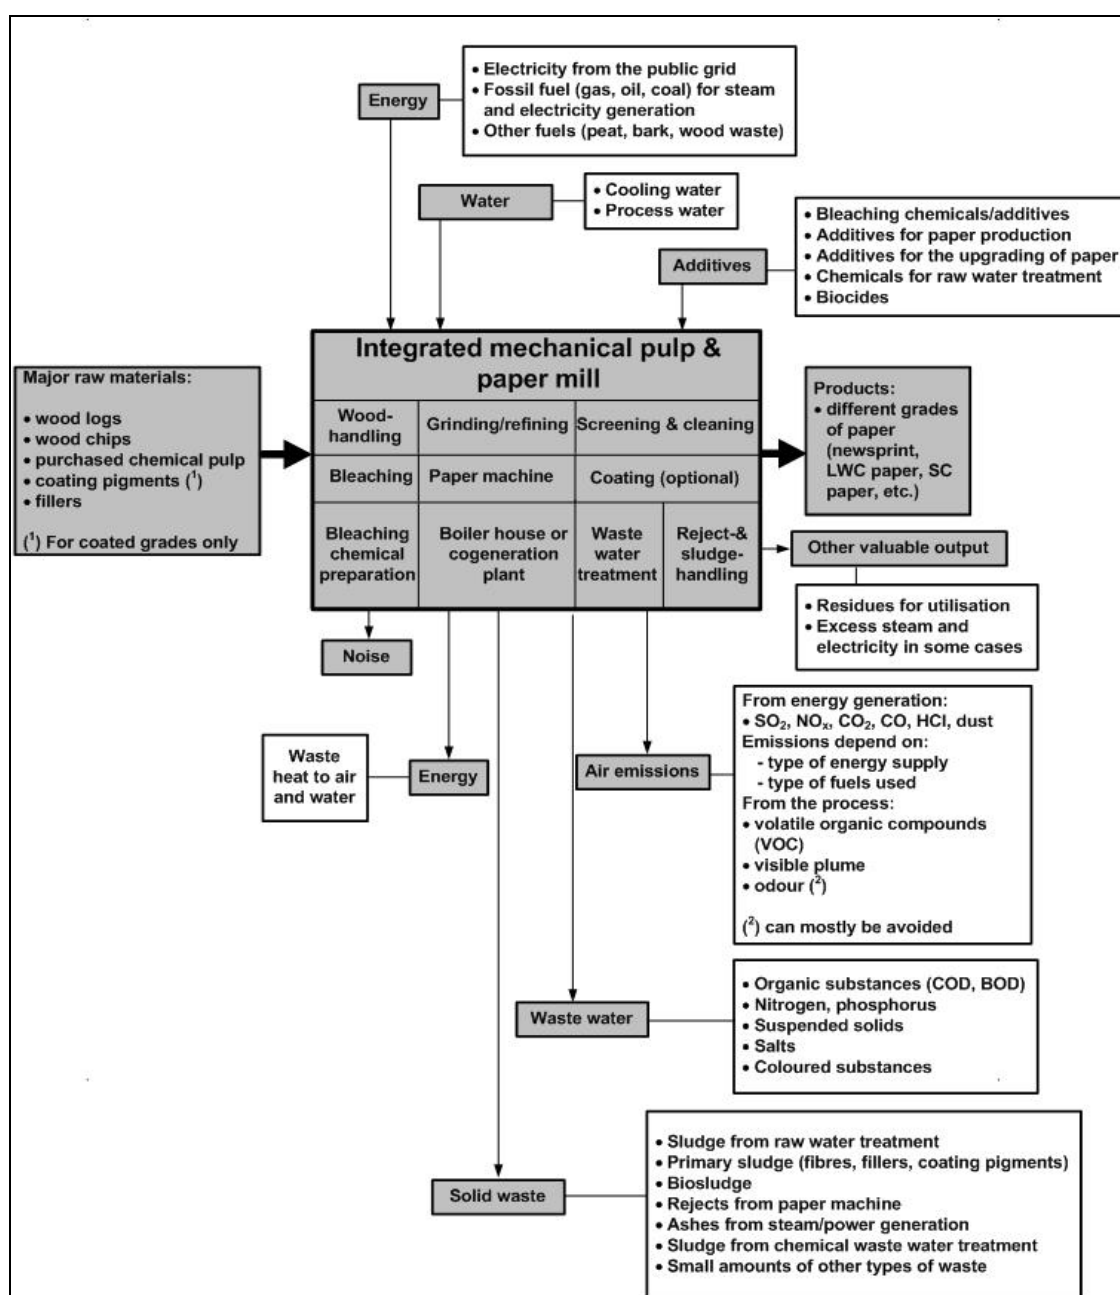 • Electricity from the public grid
• Fossil fuel (gas, oil, coal) for steam
and electricity generation
• Other fuels (peat, bark, wood waste)
Energy
• Cooling water
• Process water
Water
• Bleaching chemicals/additives
• Additives for paper production
• Additives for the upgrading of paper
• Chemicals for raw water treatment
• Biocides
Additives
Integrated mechanical pulp &
paper mill
Wood-
handling
Grinding/refining
Screening & cleaning
Bleaching
Paper machine
Coating (optional)
Bleaching
chemical
preparation
Boiler house or
cogeneration
plant
Waste
water
treatment
Reject-&
sludge-
handling
Major raw materials:
• wood logs
• wood chips
• purchased chemical pulp
• coating pigments (¹)
• fillers
(¹) For coated grades only
Products:
• different grades
of paper
(newsprint,
LWC paper, SC
paper, etc.)
Other valuable output
• Residues for utilisation
• Excess steam and
electricity in some cases
Noise
Waste
heat to air
and water
Energy
Air emissions
From energy generation:
• SO₂, NOₓ, CO₂, CO, HCl, dust
Emissions depend on:
- type of energy supply
- type of fuels used
From the process:
• volatile organic compounds
(VOC)
• visible plume
• odour (²)
(²) can mostly be avoided
Waste water
• Organic substances (COD, BOD)
• Nitrogen, phosphorus
• Suspended solids
• Salts
• Coloured substances
Solid waste
• Sludge from raw water treatment
• Primary sludge (fibres, fillers, coating pigments)
• Biosludge
• Rejects from paper machine
• Ashes from steam/power generation
• Sludge from chemical waste water treatment
• Small amounts of other types of waste